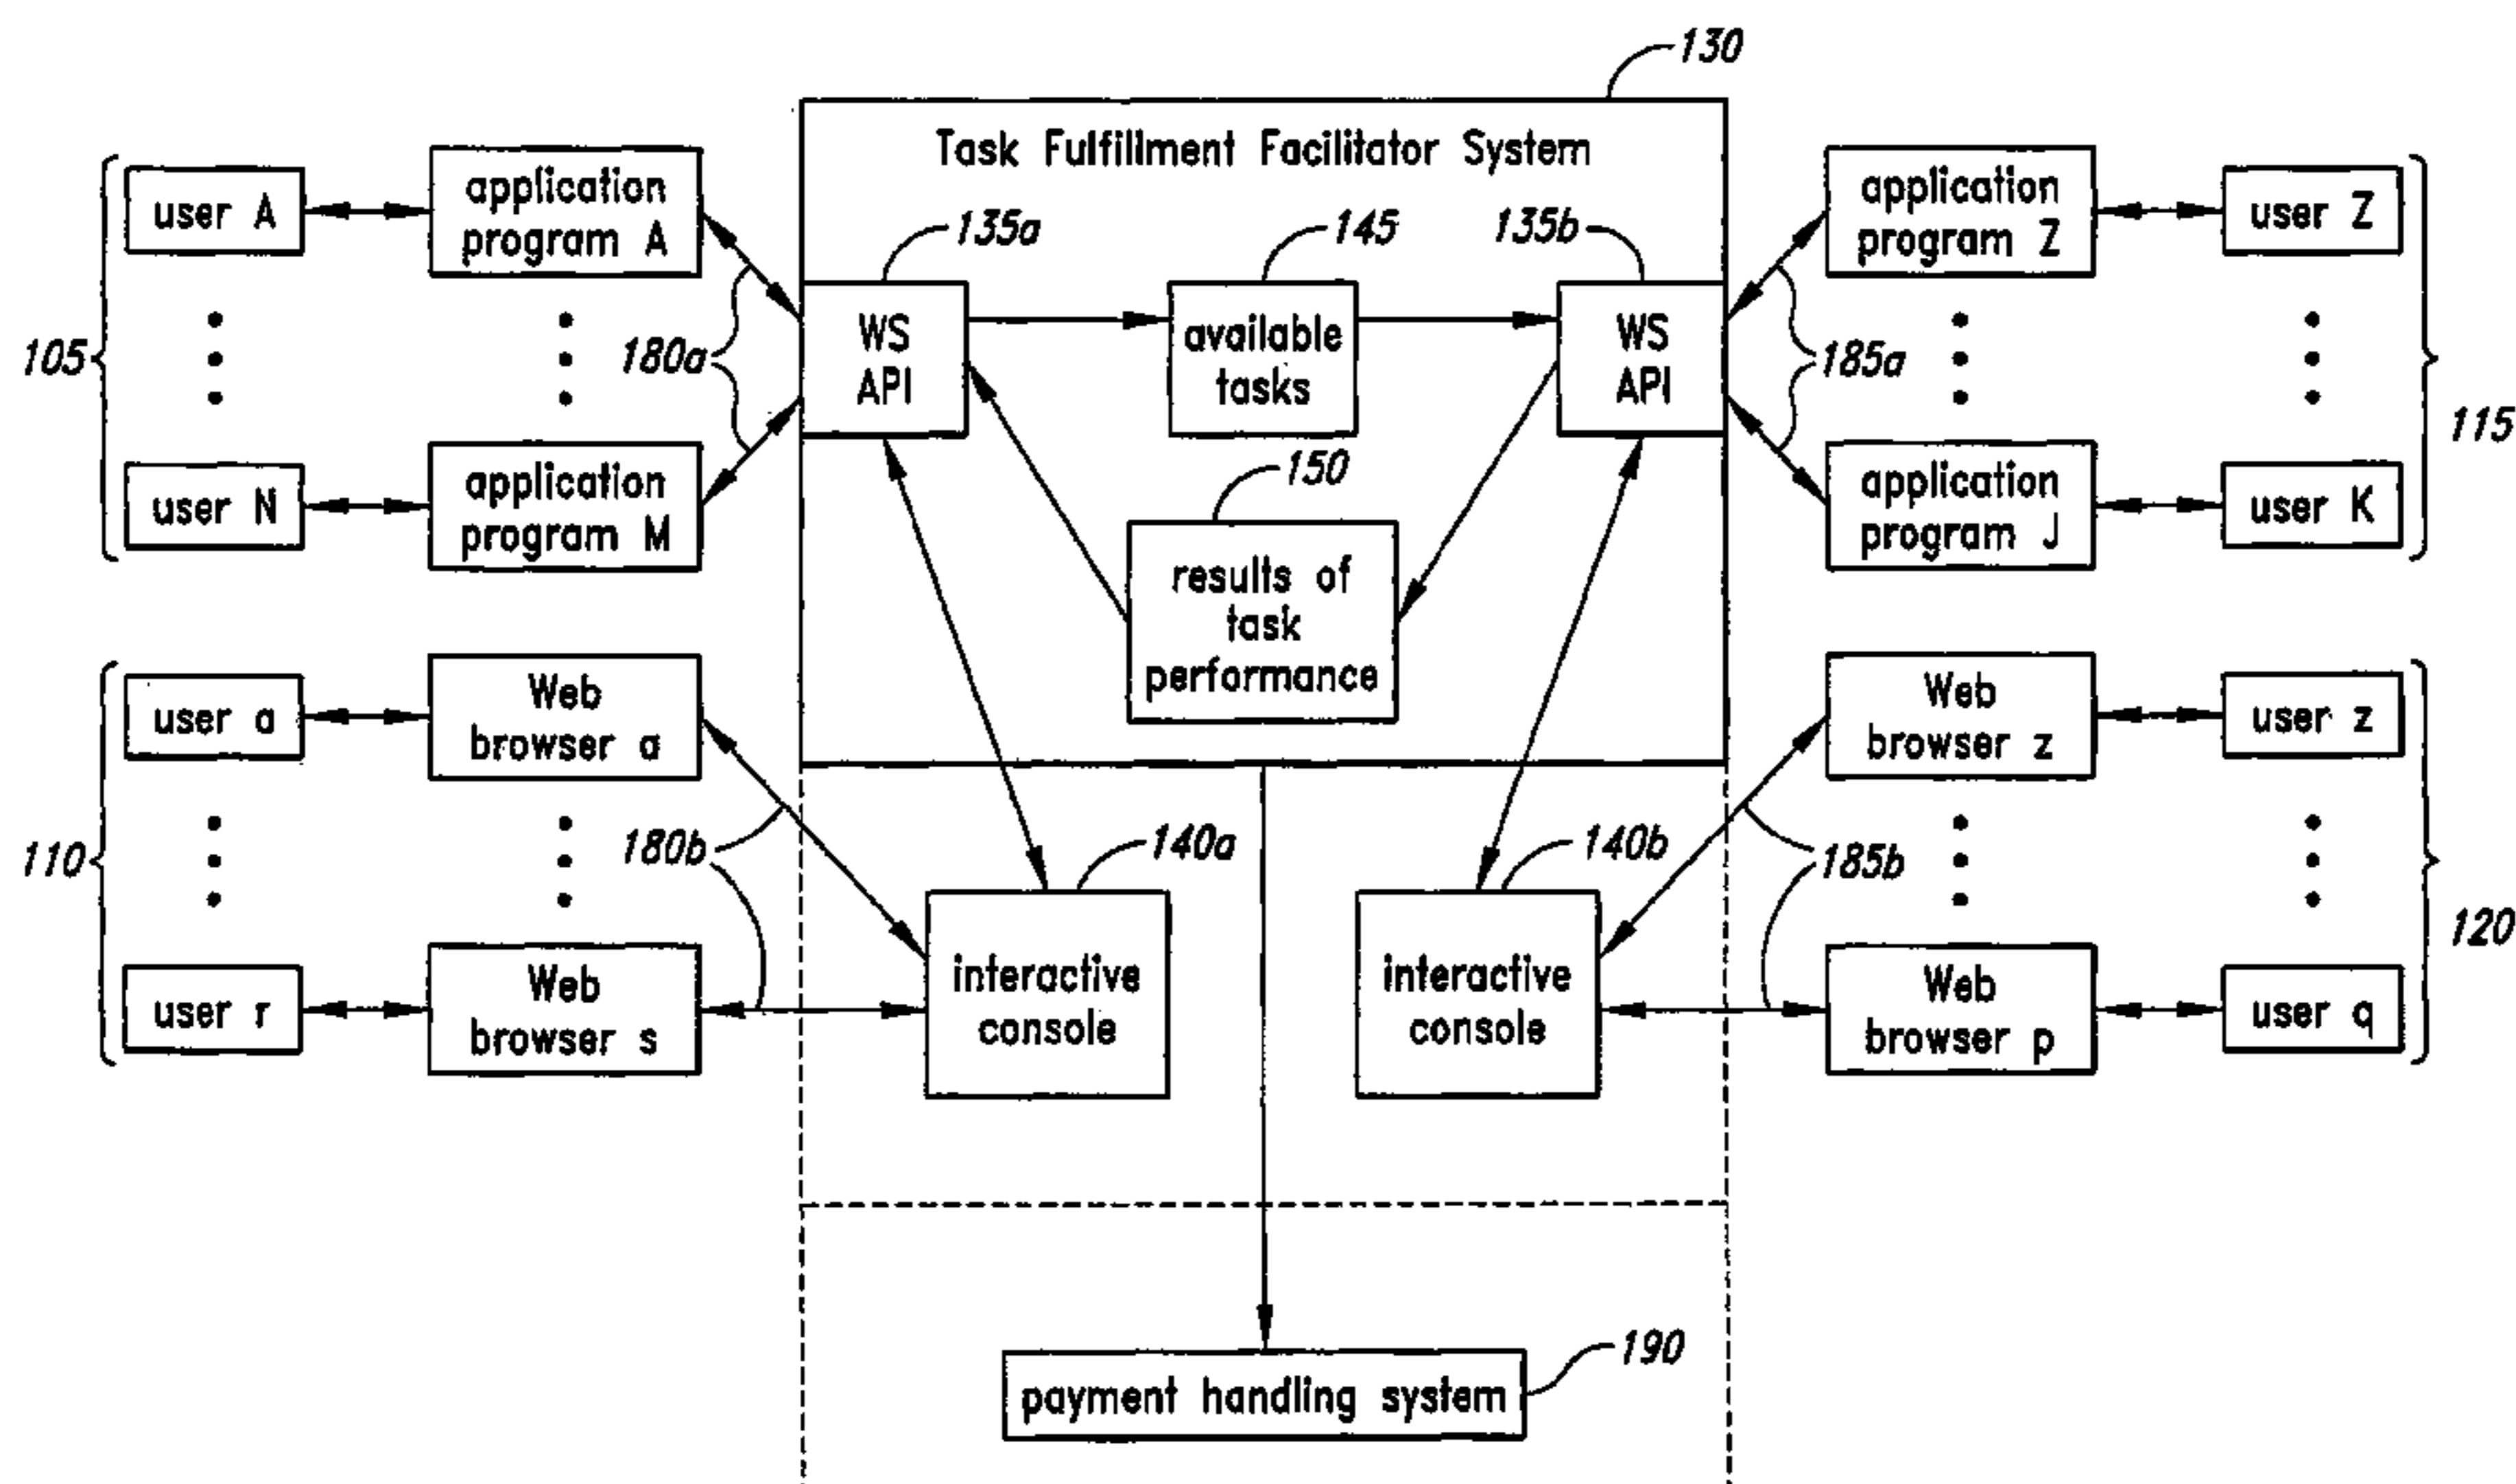 130
Task Fulfillment Facilitator System
user A
application
program A
135a
145
135b
application
program Z
user Z
105
180a
WS
API
available
tasks
WS
API
185a
115
user N
application
program M
150
results of
task
performance
application
program J
user K
user a
Web
browser a
Web
browser z
user z
110
180b
140a
140b
185b
120
user r
Web
browser s
interactive
console
interactive
console
Web
browser p
user q
190
payment handling system